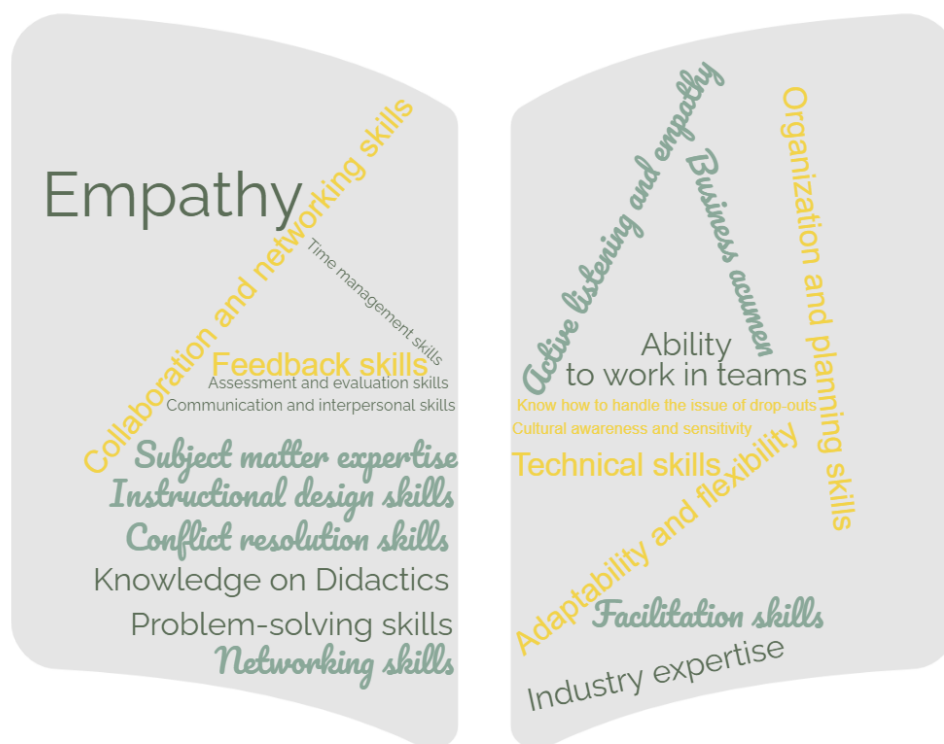 Empathy
Collaboration and networking skills
Time management skills
Feedback skills
Assessment and evaluation skills
Communication and interpersonal skills
Subject matter expertise
Instructional design skills
Conflict resolution skills
Knowledge on Didactics
Problem-solving skills
Networking skills
Active listening and empathy
Business acumen
Organization and planning skills
Ability
to work in teams
Know how to handle the issue of drop-outs
Cultural awareness and sensitivity
Technical skills
Adaptability and flexibility
Facilitation skills
Industry expertise